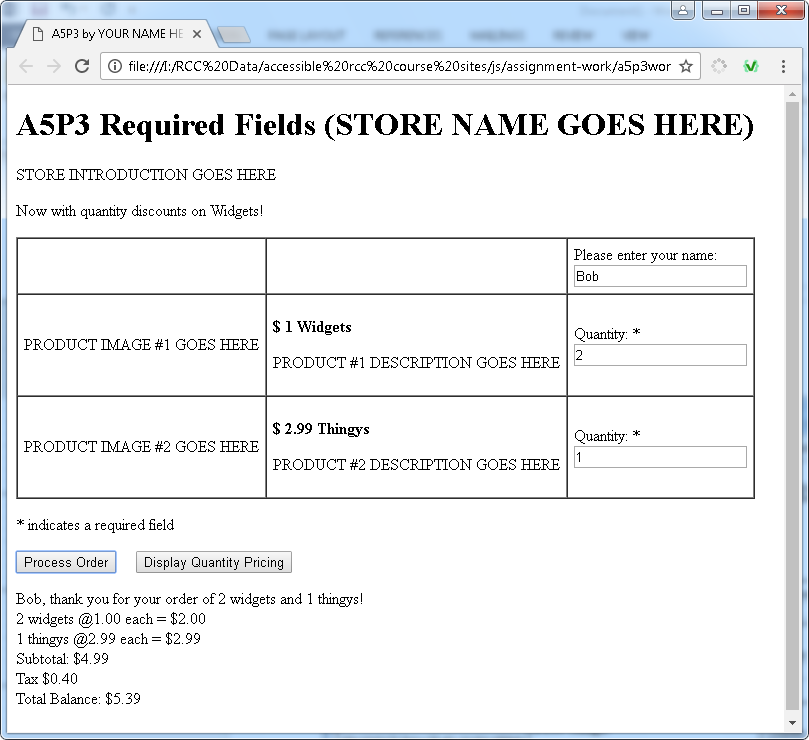 A5P3 by YOUR NAME HE
file:///I:/RCC%20Data/accessible%20rcc%20course%20sites/js/assignment-work/a5p3wor
A5P3 Required Fields (STORE NAME GOES HERE)
STORE INTRODUCTION GOES HERE
Now with quantity discounts on Widgets!
Please enter your name:
Bob
PRODUCT IMAGE #1 GOES HERE
$ 1 Widgets
PRODUCT #1 DESCRIPTION GOES HERE
Quantity: *
2
PRODUCT IMAGE #2 GOES HERE
$ 2.99 Thingys
PRODUCT #2 DESCRIPTION GOES HERE
Quantity: *
1
* indicates a required field
Process Order
Display Quantity Pricing
Bob, thank you for your order of 2 widgets and 1 thingys!
2 widgets @1.00 each = $2.00
1 thingys @2.99 each = $2.99
Subtotal: $4.99
Tax $0.40
Total Balance: $5.39